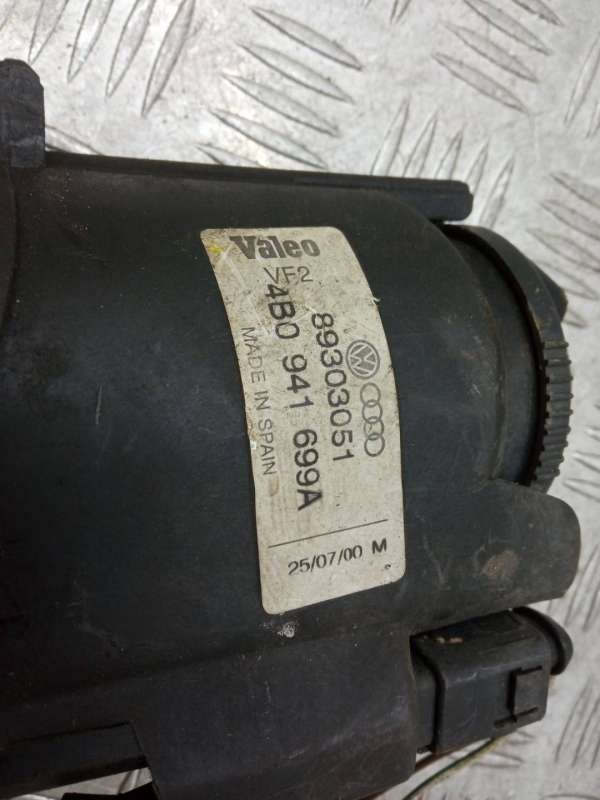 Valeo
VF2
89303051
4B0 941 699A
MADE IN SPAIN
25/07/00 M